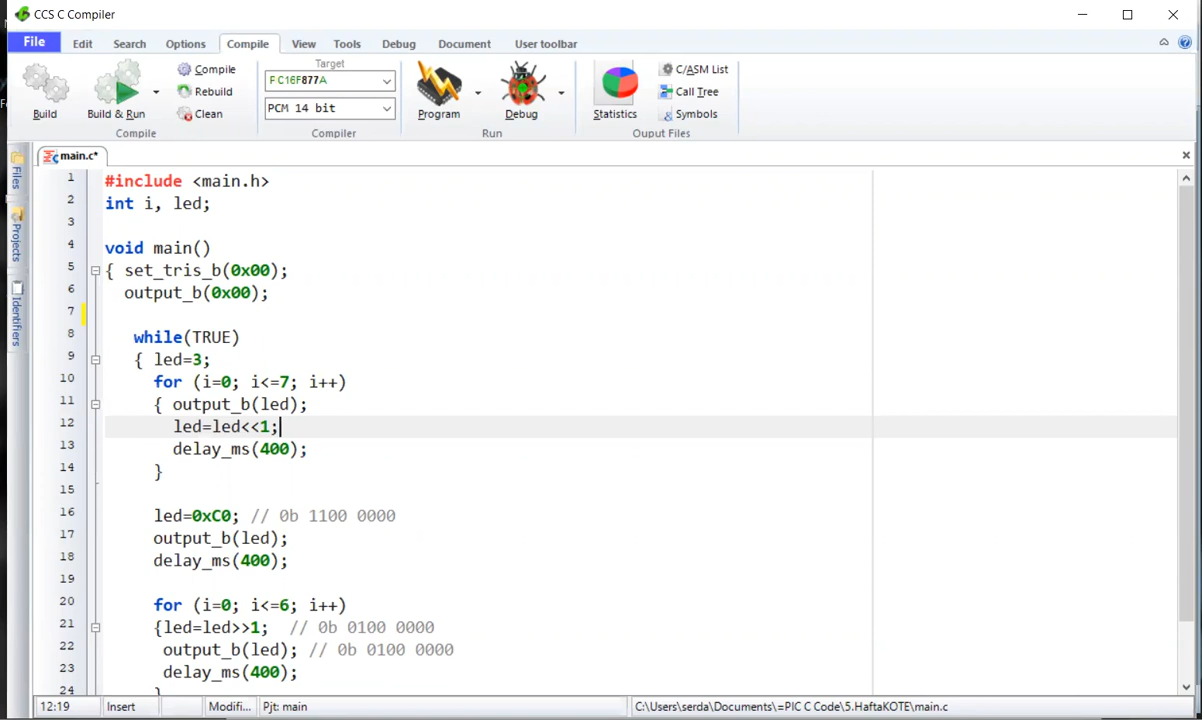 CCS C Compiler
File Edit Search Options Compile View Tools Debug Document User toolbar
Build
Build & Run
Compile
Rebuild
Clean
Compile
Target
PIC16F877A
PCM 14 bit
Compiler
Program
Debug
Run
Statistics
C/ASM List
Call Tree
Symbols
Ouput Files
Files
Projects
Identifiers
main.c*
1 #include <main.h>
2 int i, led;
3
4 void main()
5 { set_tris_b(0x00);
6 output_b(0x00);
7
8 while(TRUE)
9 { led=3;
10 for (i=0; i<=7; i++)
11 { output_b(led);
12 led=led<<1;
13 delay_ms(400);
14 }
15
16 led=0xC0; // 0b 1100 0000
17 output_b(led);
18 delay_ms(400);
19
20 for (i=0; i<=6; i++)
21 {led=led>>1; // 0b 0100 0000
22 output_b(led); // 0b 0100 0000
23 delay_ms(400);
24 }
12:19 Insert Modifi... Pjt: main C:\Users\serda\Documents\=PIC C Code\5.HaftaKOTE\main.c